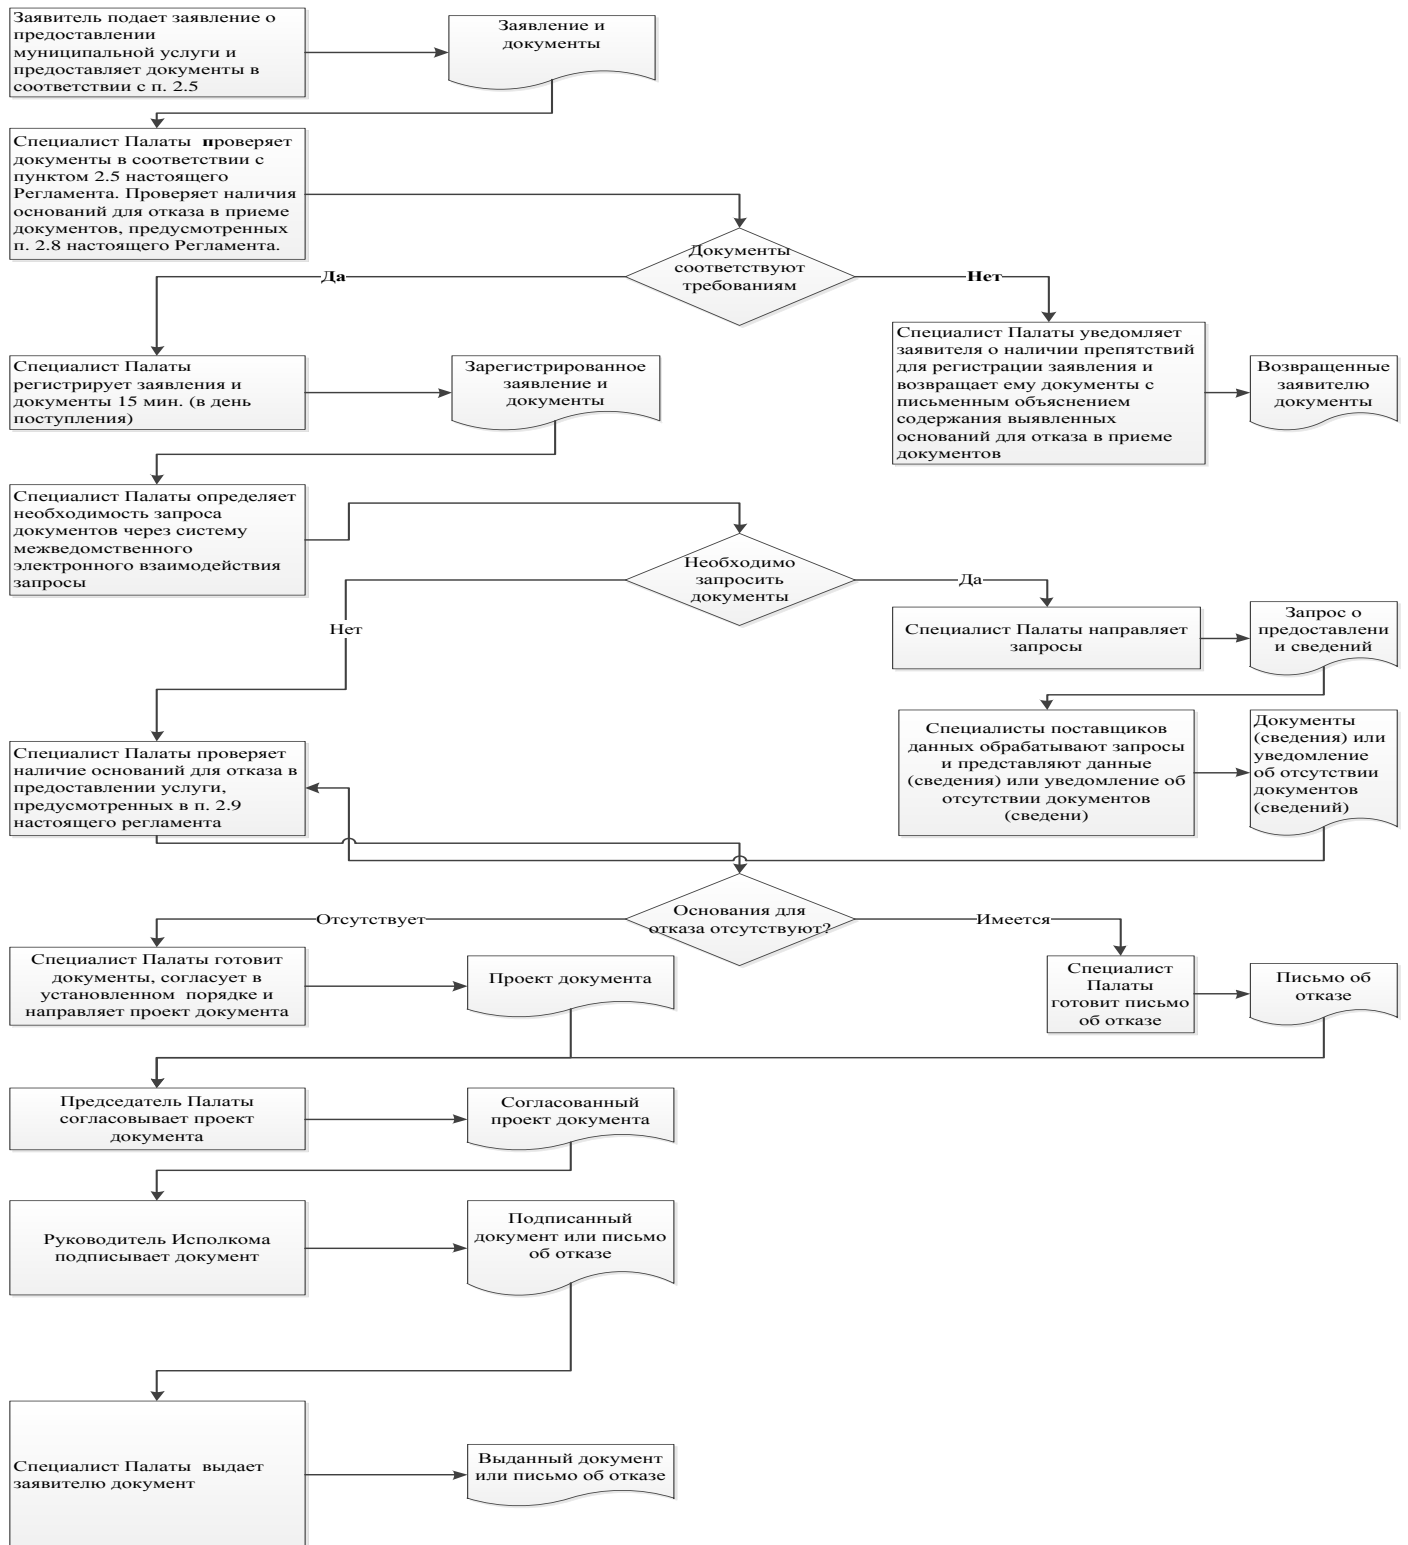 Заявитель подает заявление о
предоставлении
муниципальной услуги и
предоставляет документы в
соответствии с п. 2.5
Заявление и
документы
Специалист Палаты  проверяет
документы в соответствии с
пунктом 2.5 настоящего
Регламента. Проверяет наличия
оснований для отказа в приеме
документов, предусмотренных
п. 2.8 настоящего Регламента.
Документы
соответствуют
требованиям
Да
Нет
Специалист Палаты
регистрирует заявления и
документы 15 мин. (в день
поступления)
Зарегистрированное
заявление и
документы
Специалист Палаты уведомляет
заявителя о наличии препятствий
для регистрации заявления и
возвращает ему документы с
письменным объяснением
содержания выявленных
оснований для отказа в приеме
документов
Возвращенные
заявителю
документы
Специалист Палаты определяет
необходимость запроса
документов через систему
межведомственного
электронного взаимодействия
запросы
Необходимо
запросить
документы
Да
Нет
Специалист Палаты направляет
запросы
Запрос о
предоставлени
и сведений
Специалисты поставщиков
данных обрабатывают запросы
и представляют данные
(сведения) или уведомление об
отсутствии документов
(сведени)
Документы
(сведения) или
уведомление
об отсутствии
документов
(сведений)
Специалист Палаты проверяет
наличие оснований для отказа в
предоставлении услуги,
предусмотренных в п. 2.9
настоящего регламента
Основания для
отказа отсутствуют?
Отсутствует
Имеется
Специалист Палаты готовит
документы, согласует в
установленном  порядке и
направляет проект документа
Проект документа
Специалист
Палаты
готовит письмо
об отказе
Письмо об
отказе
Председатель Палаты
согласовывает проект
документа
Согласованный
проект документа
Руководитель Исполкома
подписывает документ
Подписанный
документ или письмо
об отказе
Специалист Палаты  выдает
заявителю документ
Выданный документ
или письмо об отказе